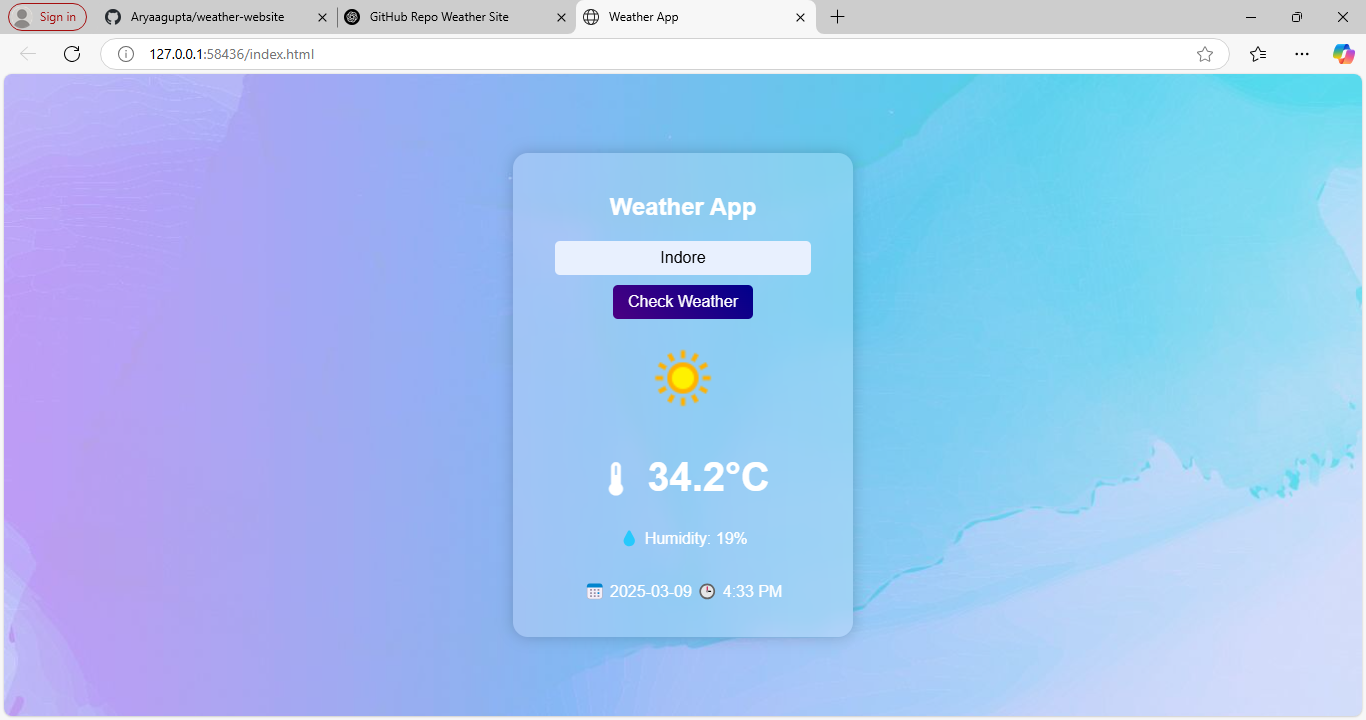 Sign in
Aryaagupta/weather-website
GitHub Repo Weather Site
Weather App
127.0.0.1:58436/index.html
Weather App
Indore
Check Weather
34.2°C
Humidity: 19%
2025-03-09 4:33 PM